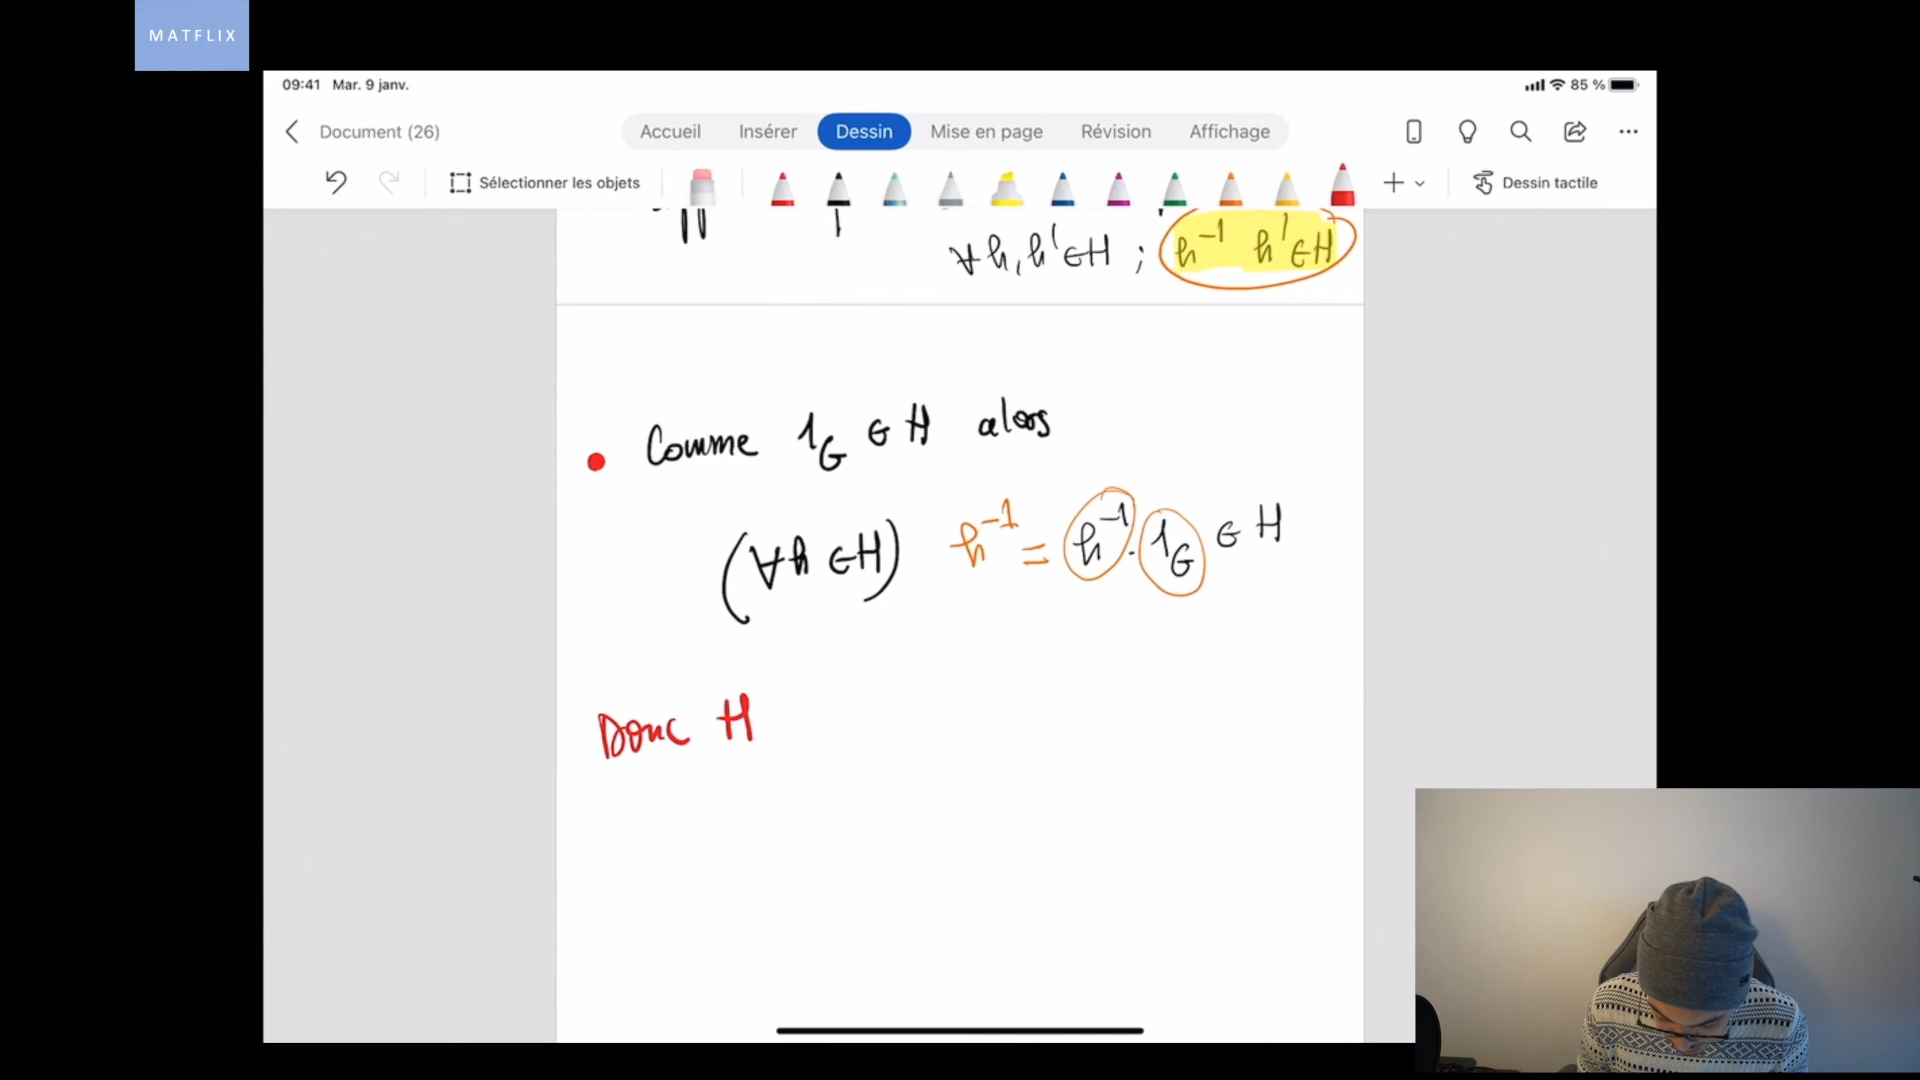 MATFLIX
09:41 Mar. 9 janv. 85 %
Document (26) Accueil Insérer Dessin Mise en page Révision Affichage
Sélectionner les objets Dessin tactile
∀h, h' ∈ H ; h⁻¹ h' ∈ H
• Comme 1_G ∈ H alors
(∀h ∈ H) h⁻¹ = h⁻¹ . 1_G ∈ H
Donc H